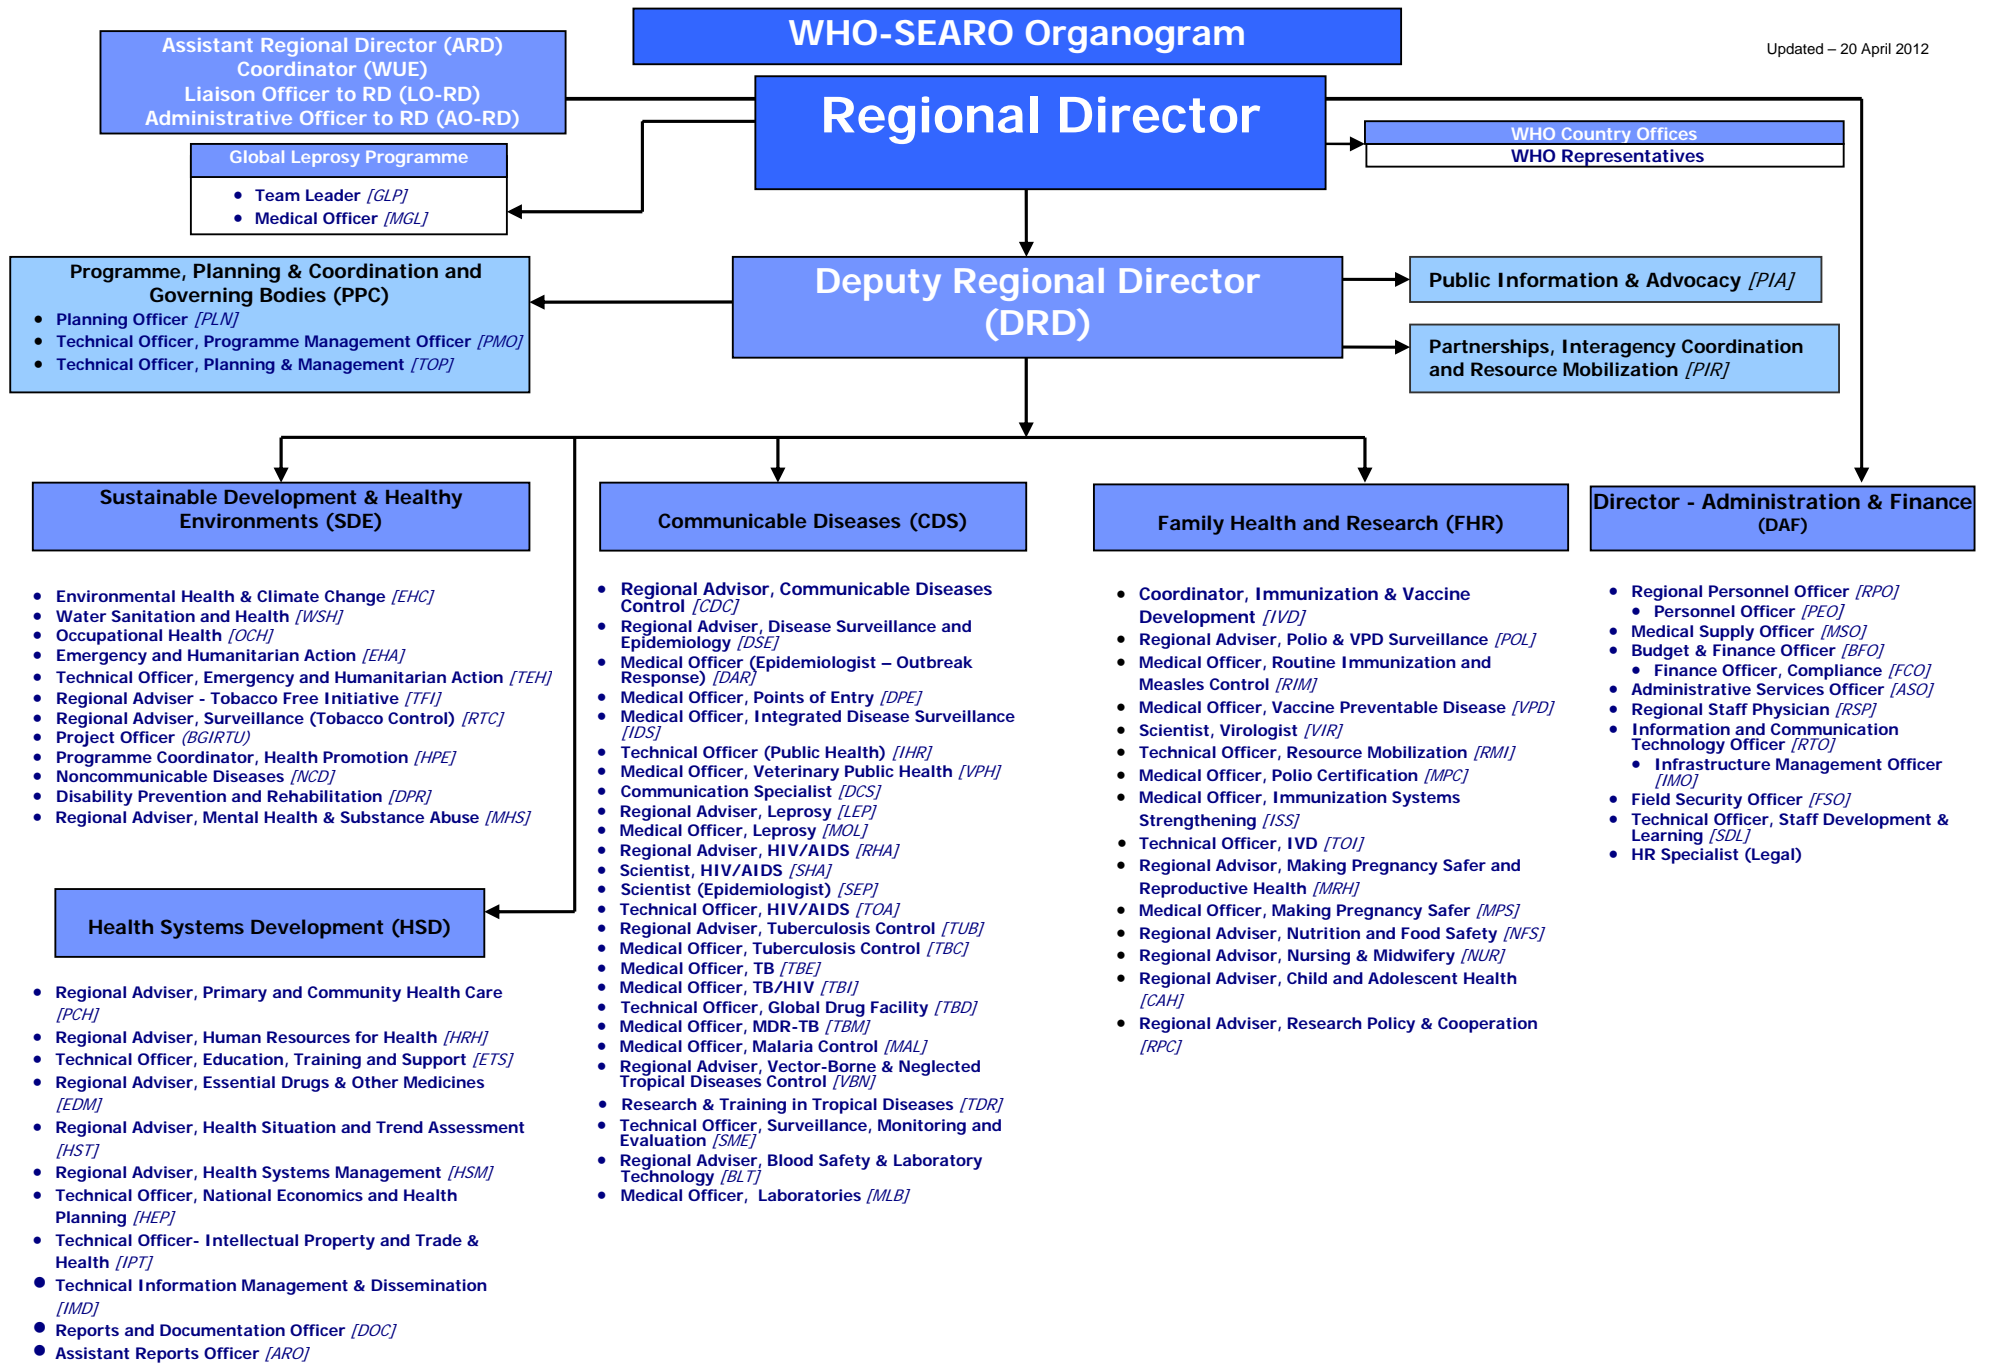 WHO-SEARO Organogram
Updated – 20 April 2012
Assistant Regional Director (ARD)
Coordinator (WUE)
Liaison Officer to RD (LO-RD)
Administrative Officer to RD (AO-RD)
Regional Director
WHO Country Offices
WHO Representatives
Global Leprosy Programme
• Team Leader [GLP]
• Medical Officer [MGL]
Programme, Planning & Coordination and
Governing Bodies (PPC)
• Planning Officer [PLN]
• Technical Officer, Programme Management Officer [PMO]
• Technical Officer, Planning & Management [TOP]
Deputy Regional Director
(DRD)
Public Information & Advocacy [PIA]
Partnerships, Interagency Coordination
and Resource Mobilization [PIR]
Sustainable Development & Healthy
Environments (SDE)
• Environmental Health & Climate Change [EHC]
• Water Sanitation and Health [WSH]
• Occupational Health [OCH]
• Emergency and Humanitarian Action [EHA]
• Technical Officer, Emergency and Humanitarian Action [TEH]
• Regional Adviser - Tobacco Free Initiative [TFI]
• Regional Adviser, Surveillance (Tobacco Control) [RTC]
• Project Officer (BGIRTU)
• Programme Coordinator, Health Promotion [HPE]
• Noncommunicable Diseases [NCD]
• Disability Prevention and Rehabilitation [DPR]
• Regional Adviser, Mental Health & Substance Abuse [MHS]
Health Systems Development (HSD)
• Regional Adviser, Primary and Community Health Care
[PCH]
• Regional Adviser, Human Resources for Health [HRH]
• Technical Officer, Education, Training and Support [ETS]
• Regional Adviser, Essential Drugs & Other Medicines
[EDM]
• Regional Adviser, Health Situation and Trend Assessment
[HST]
• Regional Adviser, Health Systems Management [HSM]
• Technical Officer, National Economics and Health
Planning [HEP]
• Technical Officer- Intellectual Property and Trade &
Health [IPT]
• Technical Information Management & Dissemination
[IMD]
• Reports and Documentation Officer [DOC]
• Assistant Reports Officer [ARO]
Communicable Diseases (CDS)
• Regional Advisor, Communicable Diseases
Control [CDC]
• Regional Adviser, Disease Surveillance and
Epidemiology [DSE]
• Medical Officer (Epidemiologist – Outbreak
Response) [DAR]
• Medical Officer, Points of Entry [DPE]
• Medical Officer, Integrated Disease Surveillance
[IDS]
• Technical Officer (Public Health) [IHR]
• Medical Officer, Veterinary Public Health [VPH]
• Communication Specialist [DCS]
• Regional Adviser, Leprosy [LEP]
• Medical Officer, Leprosy [MOL]
• Regional Adviser, HIV/AIDS [RHA]
• Scientist, HIV/AIDS [SHA]
• Scientist (Epidemiologist) [SEP]
• Technical Officer, HIV/AIDS [TOA]
• Regional Adviser, Tuberculosis Control [TUB]
• Medical Officer, Tuberculosis Control [TBC]
• Medical Officer, TB [TBE]
• Medical Officer, TB/HIV [TBI]
• Technical Officer, Global Drug Facility [TBD]
• Medical Officer, MDR-TB [TBM]
• Medical Officer, Malaria Control [MAL]
• Regional Adviser, Vector-Borne & Neglected
Tropical Diseases Control [VBN]
• Research & Training in Tropical Diseases [TDR]
• Technical Officer, Surveillance, Monitoring and
Evaluation [SME]
• Regional Adviser, Blood Safety & Laboratory
Technology [BLT]
• Medical Officer, Laboratories [MLB]
Family Health and Research (FHR)
• Coordinator, Immunization & Vaccine
Development [IVD]
• Regional Adviser, Polio & VPD Surveillance [POL]
• Medical Officer, Routine Immunization and
Measles Control [RIM]
• Medical Officer, Vaccine Preventable Disease [VPD]
• Scientist, Virologist [VIR]
• Technical Officer, Resource Mobilization [RMI]
• Medical Officer, Polio Certification [MPC]
• Medical Officer, Immunization Systems
Strengthening [ISS]
• Technical Officer, IVD [TOI]
• Regional Advisor, Making Pregnancy Safer and
Reproductive Health [MRH]
• Medical Officer, Making Pregnancy Safer [MPS]
• Regional Adviser, Nutrition and Food Safety [NFS]
• Regional Advisor, Nursing & Midwifery [NUR]
• Regional Adviser, Child and Adolescent Health
[CAH]
• Regional Adviser, Research Policy & Cooperation
[RPC]
Director - Administration & Finance
(DAF)
• Regional Personnel Officer [RPO]
• Personnel Officer [PEO]
• Medical Supply Officer [MSO]
• Budget & Finance Officer [BFO]
• Finance Officer, Compliance [FCO]
• Administrative Services Officer [ASO]
• Regional Staff Physician [RSP]
• Information and Communication
Technology Officer [RTO]
• Infrastructure Management Officer
[IMO]
• Field Security Officer [FSO]
• Technical Officer, Staff Development &
Learning [SDL]
• HR Specialist (Legal)